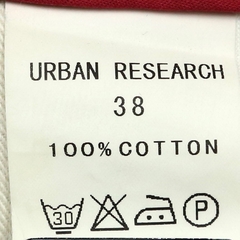 URBAN RESEARCH
38
100% COTTON
30 P